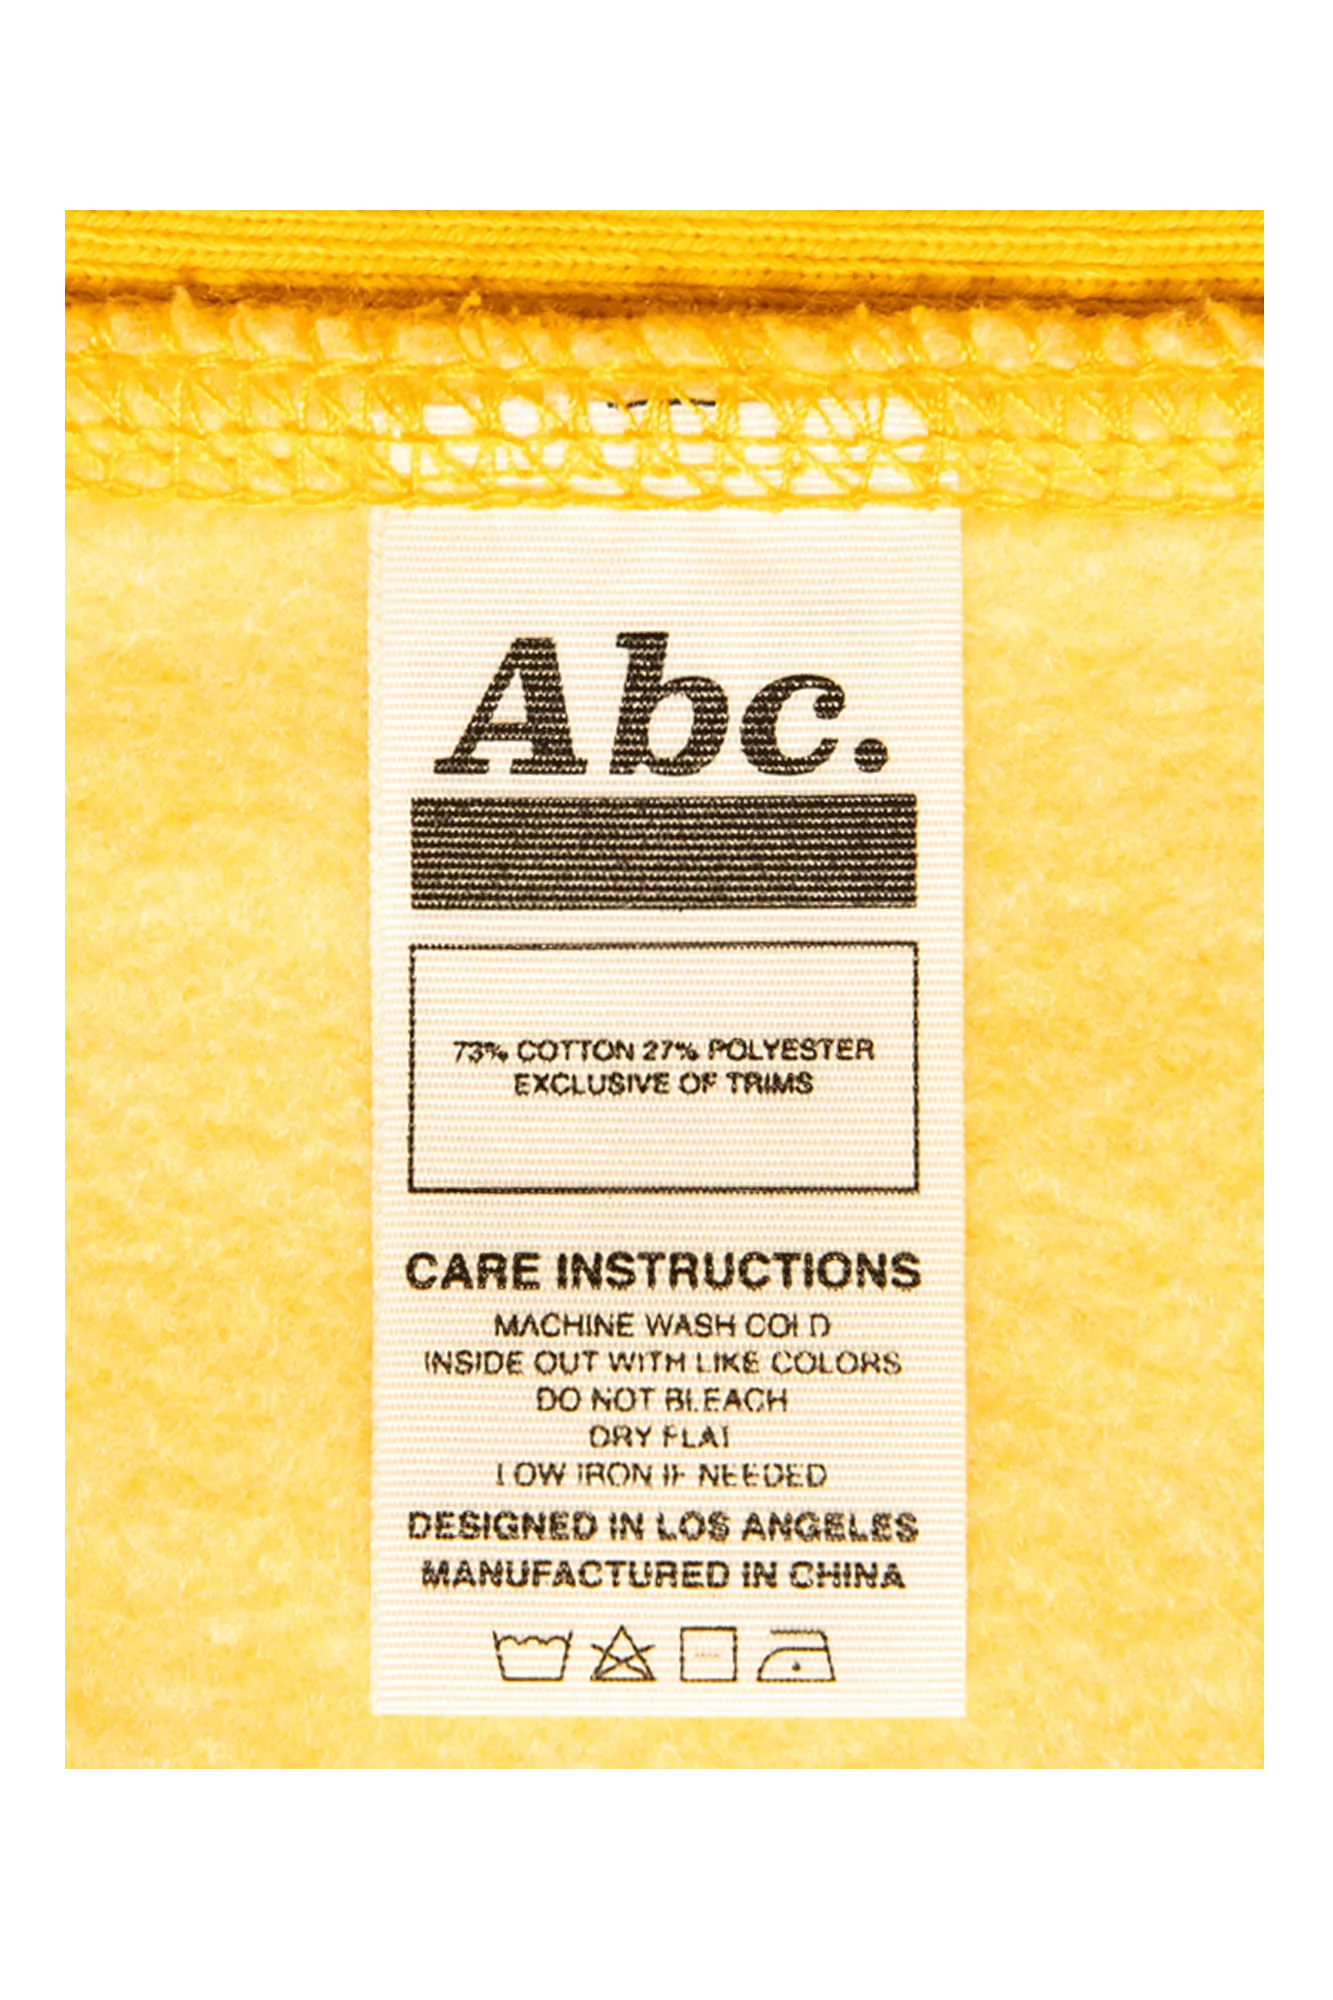 Abc.
73% COTTON 27% POLYESTER
EXCLUSIVE OF TRIMS
CARE INSTRUCTIONS
MACHINE WASH COLD
INSIDE OUT WITH LIKE COLORS
DO NOT BLEACH
DRY FLAT
LOW IRON IF NEEDED
DESIGNED IN LOS ANGELES
MANUFACTURED IN CHINA